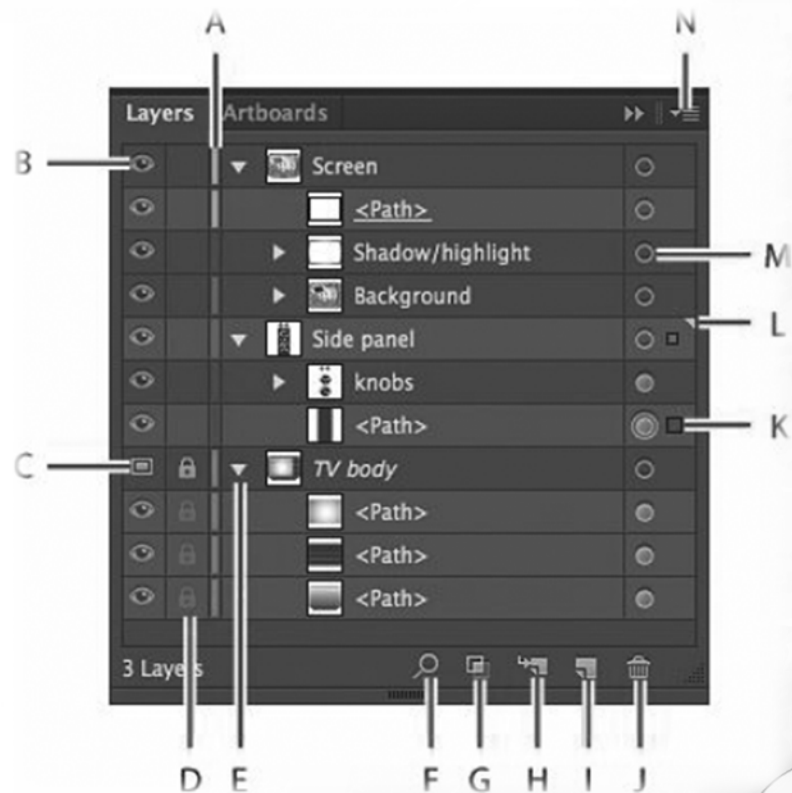 A N
Layers Artboards
B Screen
<Path>
Shadow/highlight M
Background
L
Side panel
knobs
<Path> K
C TV body
<Path>
<Path>
<Path>
3 Layers
D E F G H I J